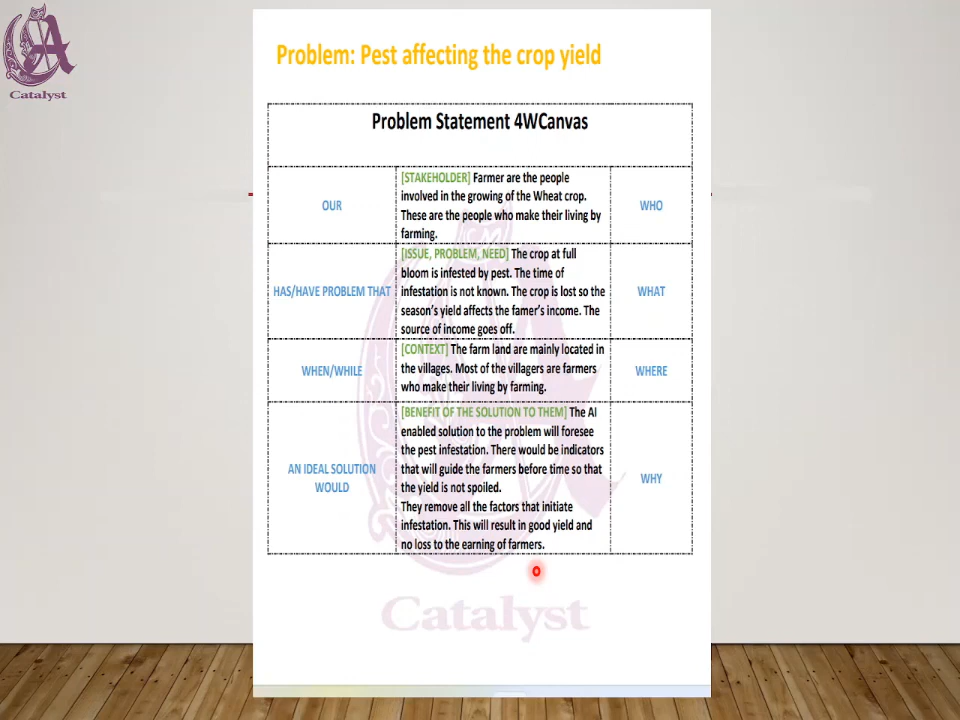 Catalyst
Problem: Pest affecting the crop yield
Problem Statement 4WCanvas
OUR
[STAKEHOLDER] Farmer are the people
involved in the growing of the Wheat crop.
These are the people who make their living by
farming.
WHO
HAS/HAVE PROBLEM THAT
[ISSUE, PROBLEM, NEED] The crop at full
bloom is infested by pest. The time of
infestation is not known. The crop is lost so the
season's yield affects the famer's income. The
source of income goes off.
WHAT
WHEN/WHILE
[CONTEXT] The farm land are mainly located in
the villages. Most of the villagers are farmers
who make their living by farming.
WHERE
AN IDEAL SOLUTION
WOULD
[BENEFIT OF THE SOLUTION TO THEM] The AI
enabled solution to the problem will foresee
the pest infestation. There would be indicators
that will guide the farmers before time so that
the yield is not spoiled.
They remove all the factors that initiate
infestation. This will result in good yield and
no loss to the earning of farmers.
WHY
Catalyst